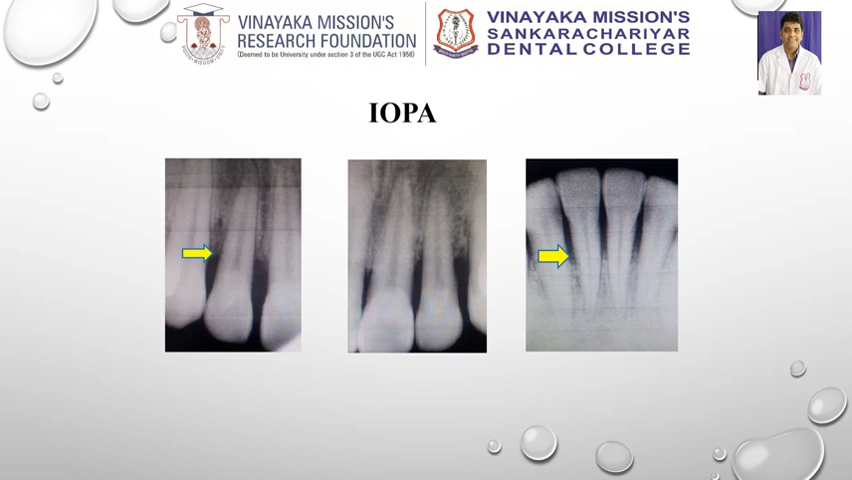 VINAYAKA MISSION'S
RESEARCH FOUNDATION
(Deemed to be University under section 3 of the UGC Act 1956)
VINAYAKA MISSION'S
SANKARACHARIYAR
DENTAL COLLEGE
IOPA